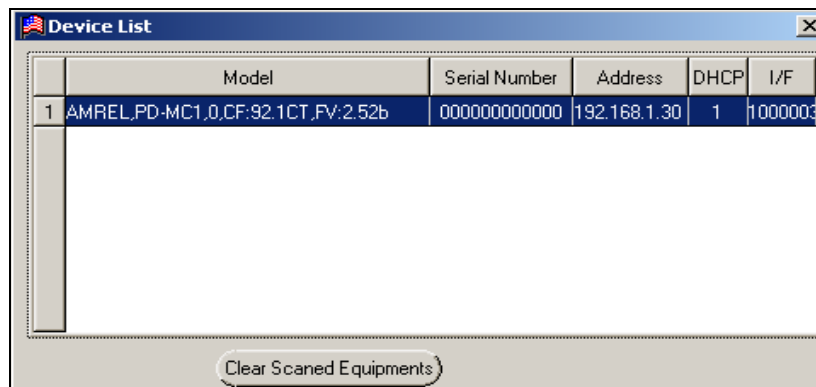 Device List
Model Serial Number Address DHCP I/F
1 AMREL,PD-MC1,0,CF:92.1CT,FV:2.52b 000000000000 192.168.1.30 1 1000003
Clear Scaned Equipments